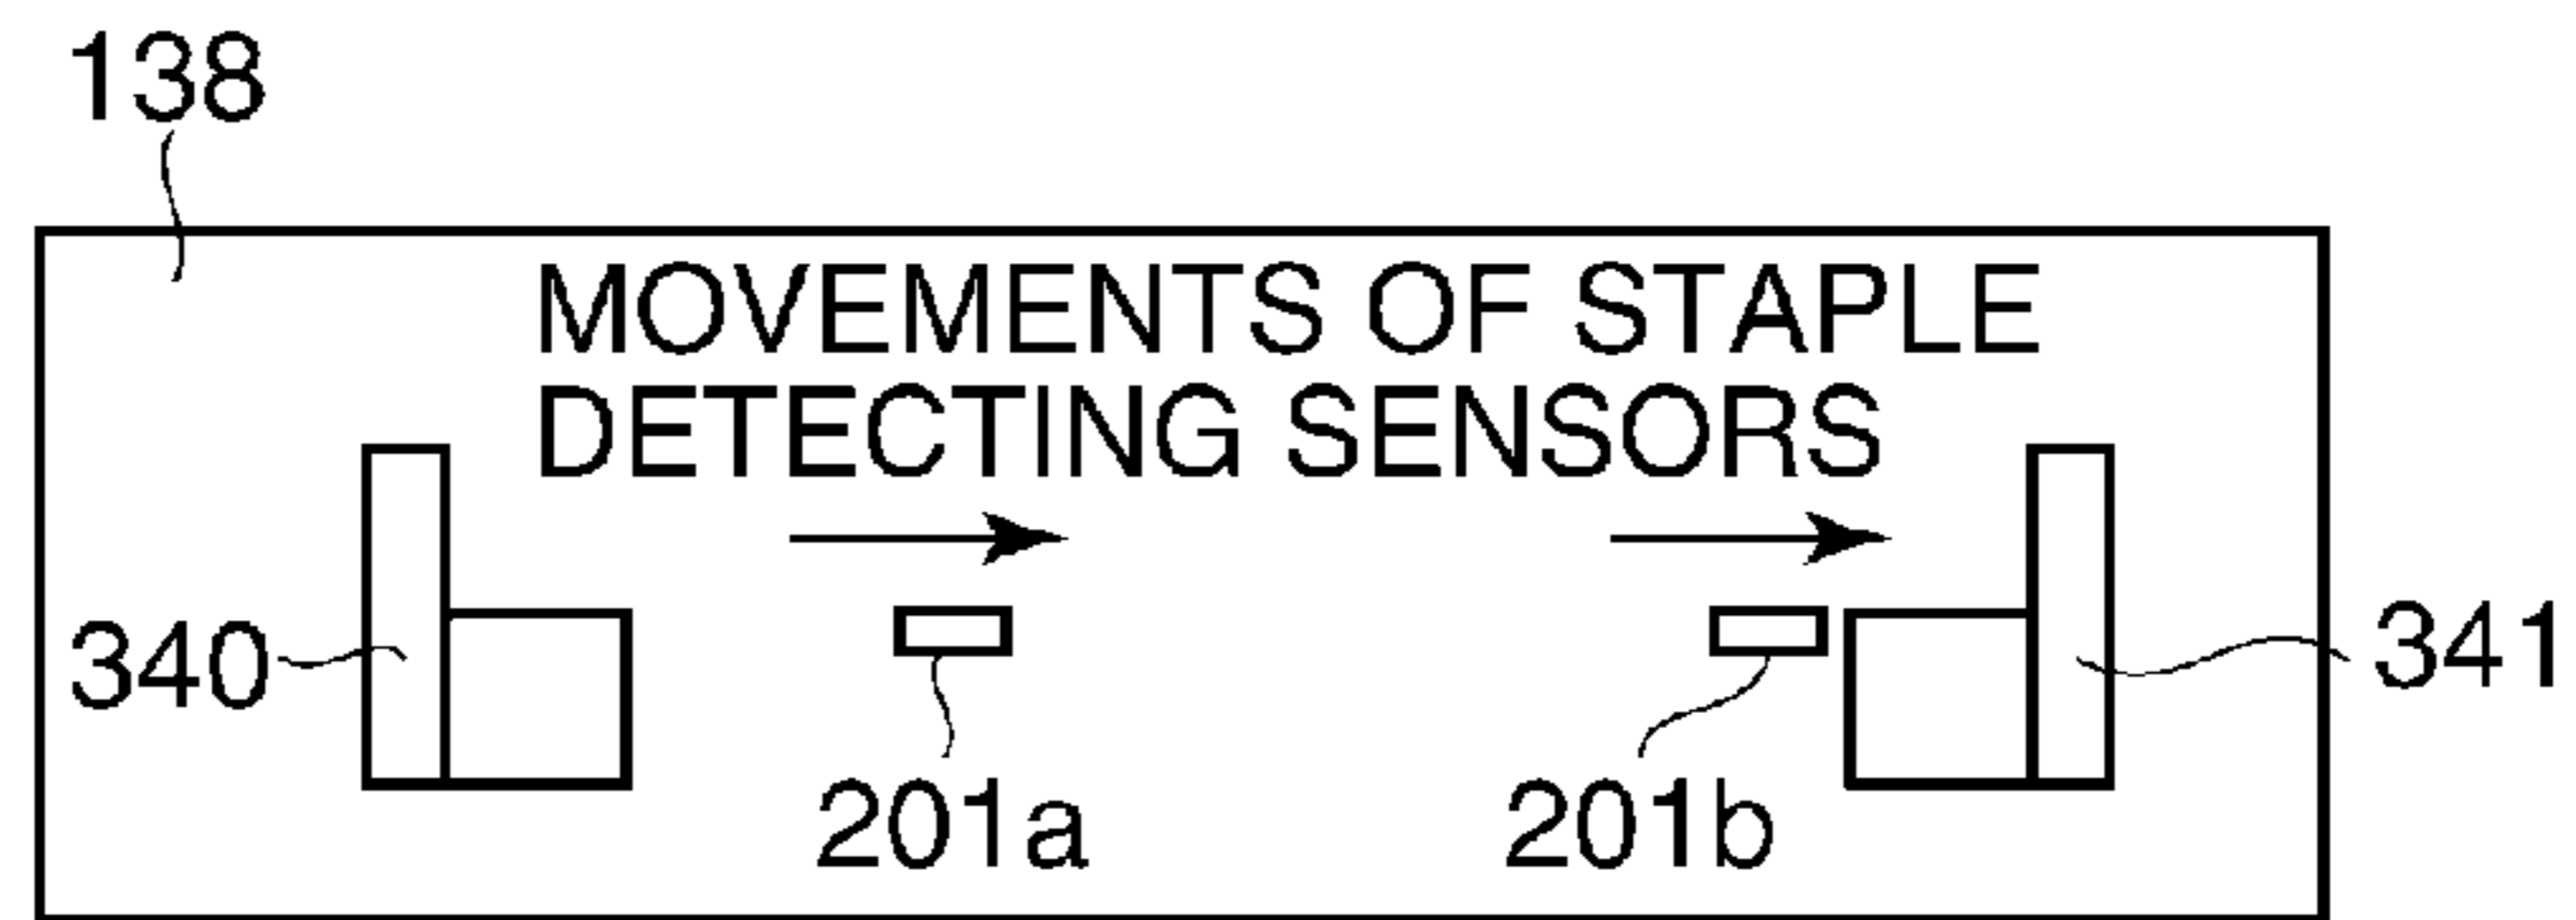 138
MOVEMENTS OF STAPLE
DETECTING SENSORS
340
341
201a
201b